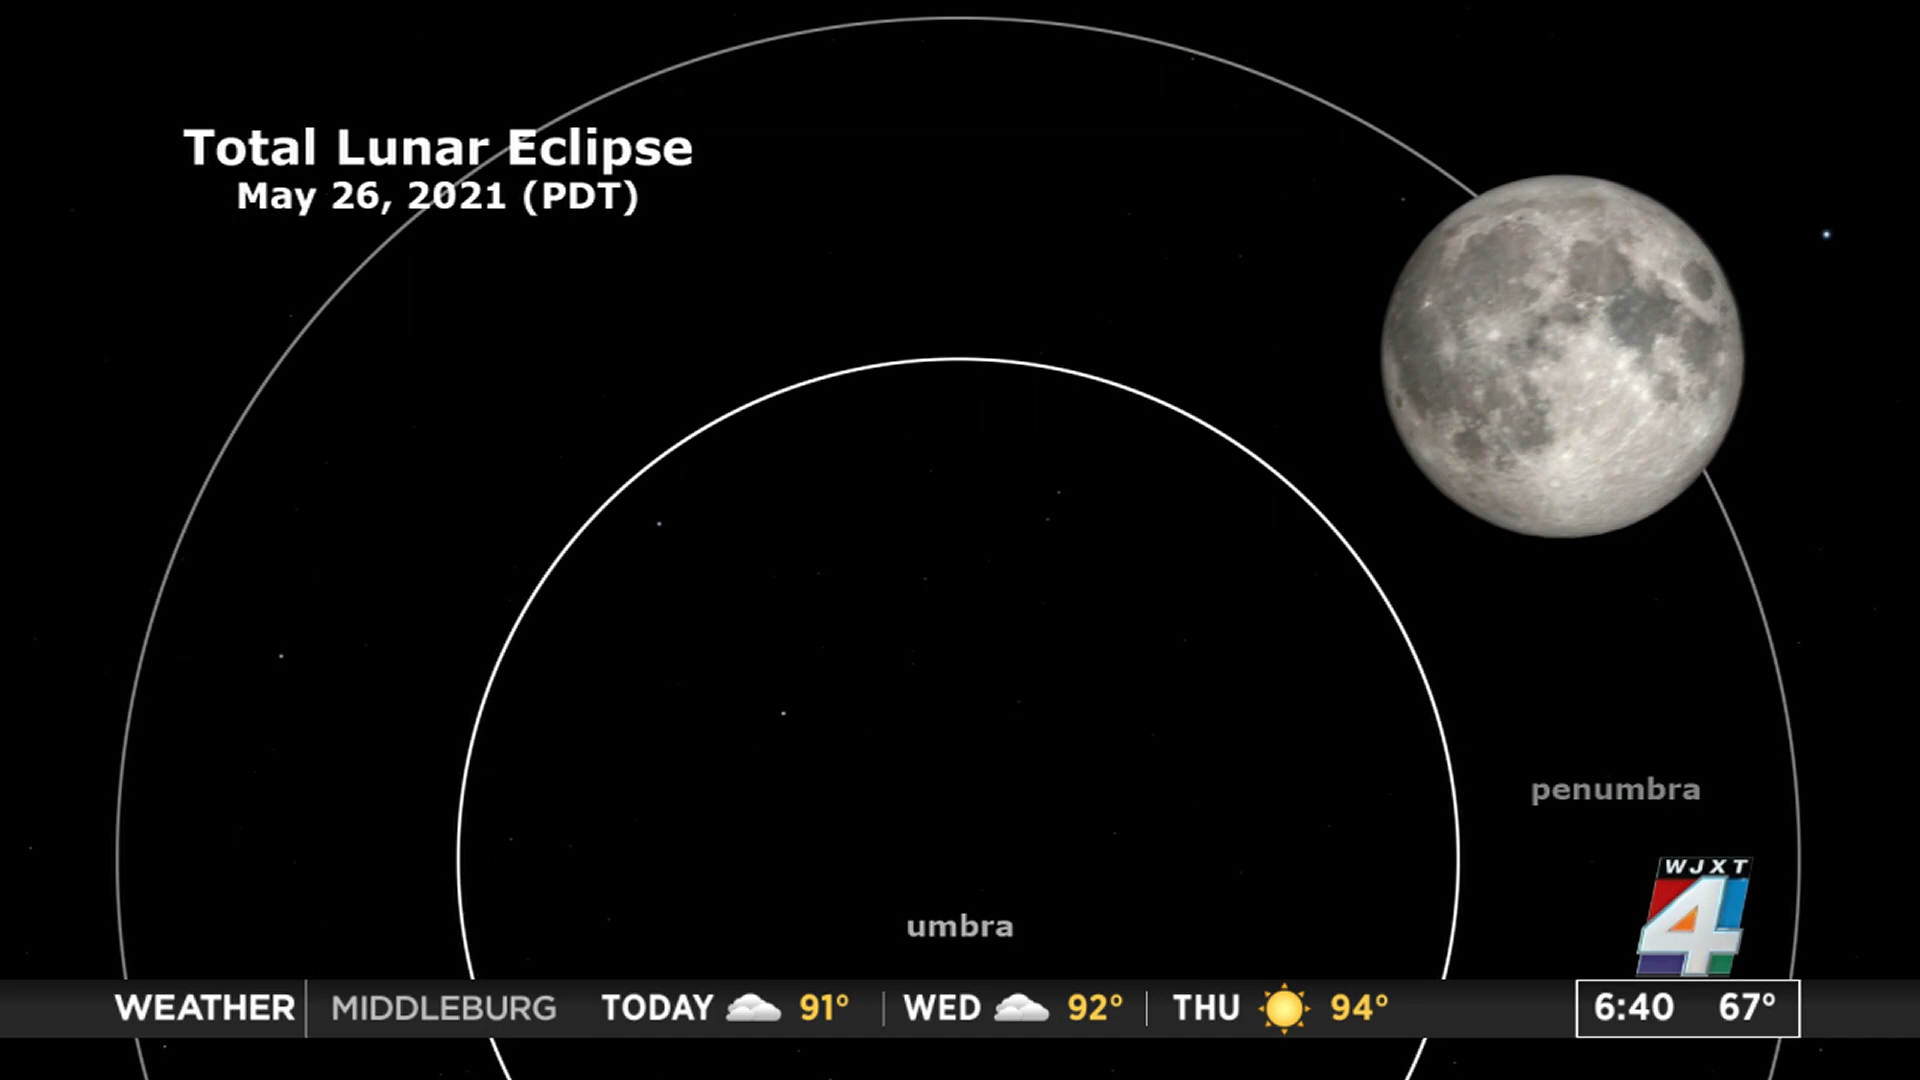 Total Lunar Eclipse
May 26, 2021 (PDT)
penumbra
WJXT
4
umbra
WEATHER MIDDLEBURG TODAY 91° WED 92° THU 94° 6:40 67°